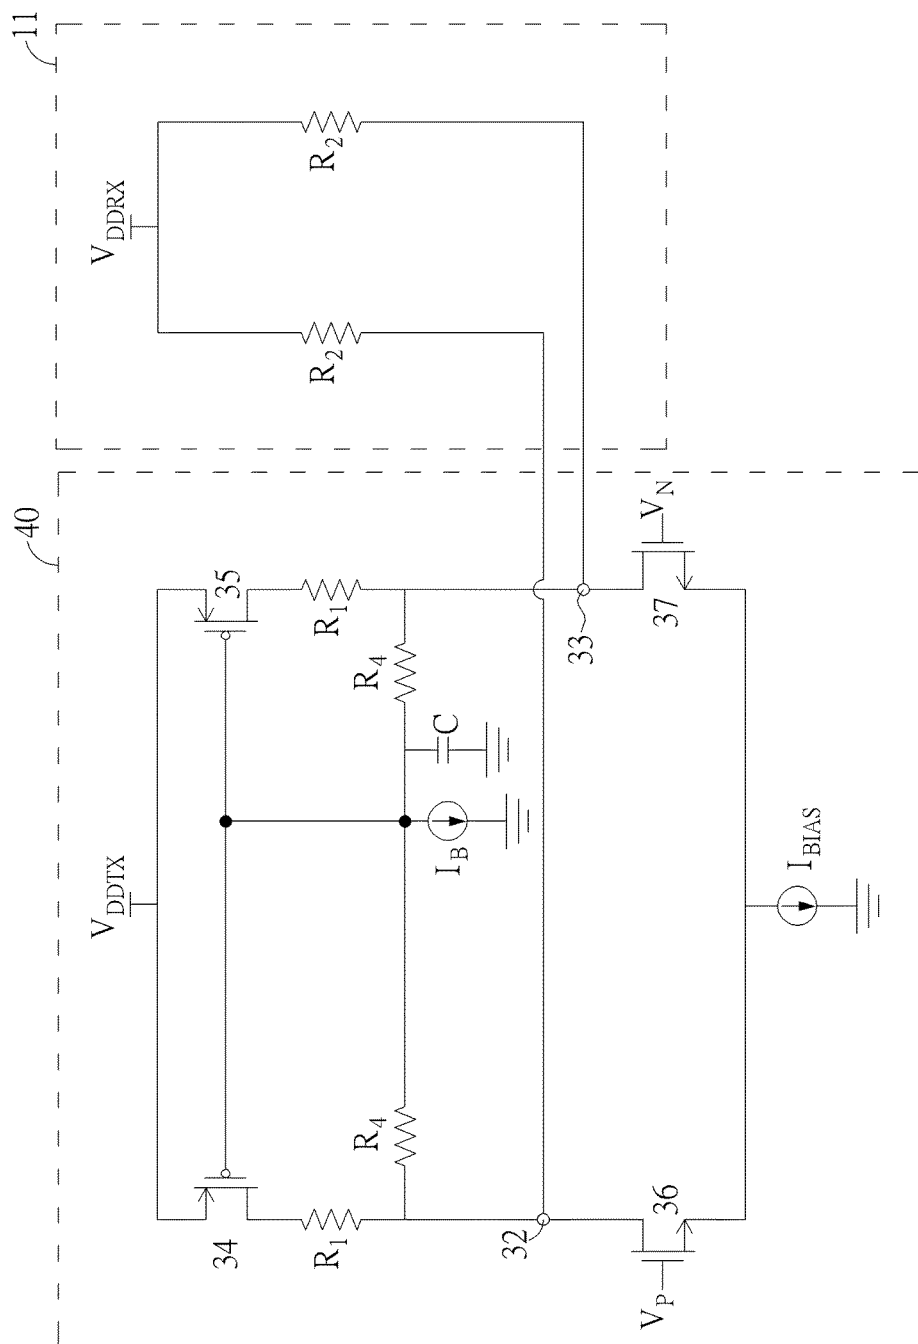 40
11
V_DDTX
V_DDRX
34
35
R_1
R_1
R_2
R_2
R_4
R_4
C
I_B
32
33
V_P
36
37
V_N
I_BIAS